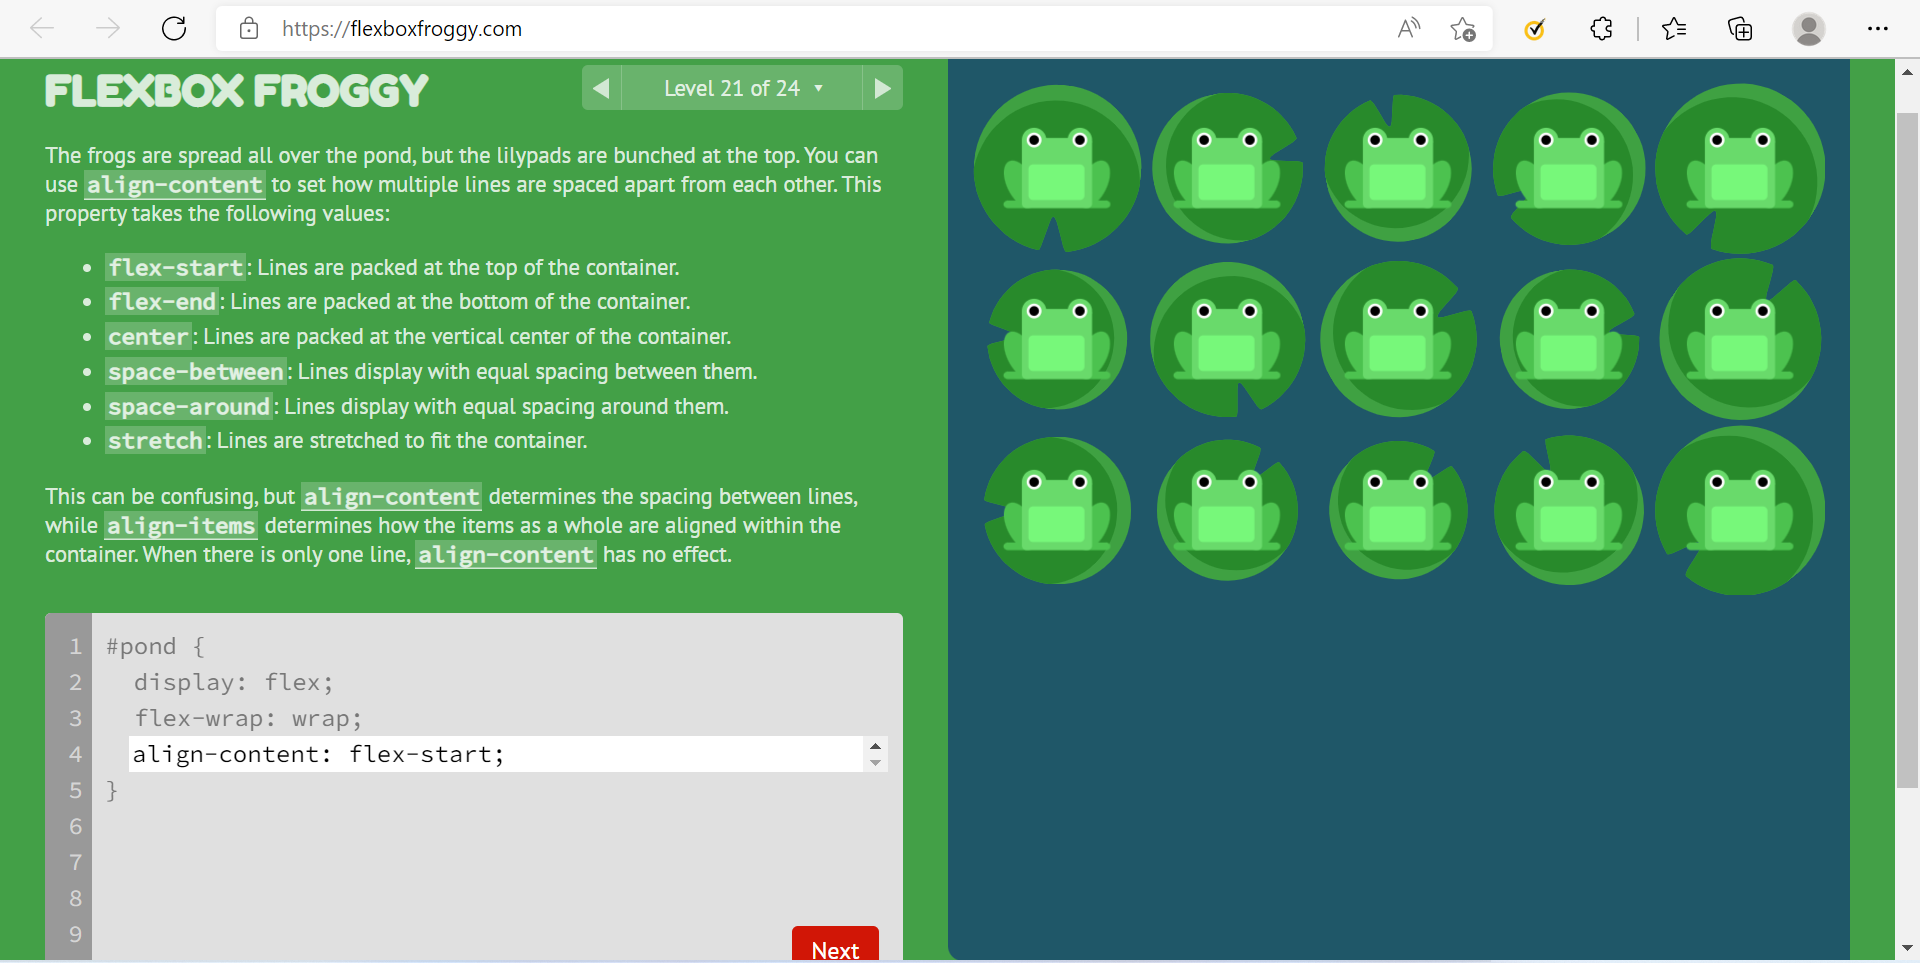 https://flexboxfroggy.com
FLEXBOX FROGGY
Level 21 of 24
The frogs are spread all over the pond, but the lilypads are bunched at the top. You can
use align-content to set how multiple lines are spaced apart from each other. This
property takes the following values:
flex-start: Lines are packed at the top of the container.
flex-end: Lines are packed at the bottom of the container.
center: Lines are packed at the vertical center of the container.
space-between: Lines display with equal spacing between them.
space-around: Lines display with equal spacing around them.
stretch: Lines are stretched to fit the container.
This can be confusing, but align-content determines the spacing between lines,
while align-items determines how the items as a whole are aligned within the
container. When there is only one line, align-content has no effect.
1 #pond {
2 display: flex;
3 flex-wrap: wrap;
4 align-content: flex-start;
5 }
6
7
8
9
Next